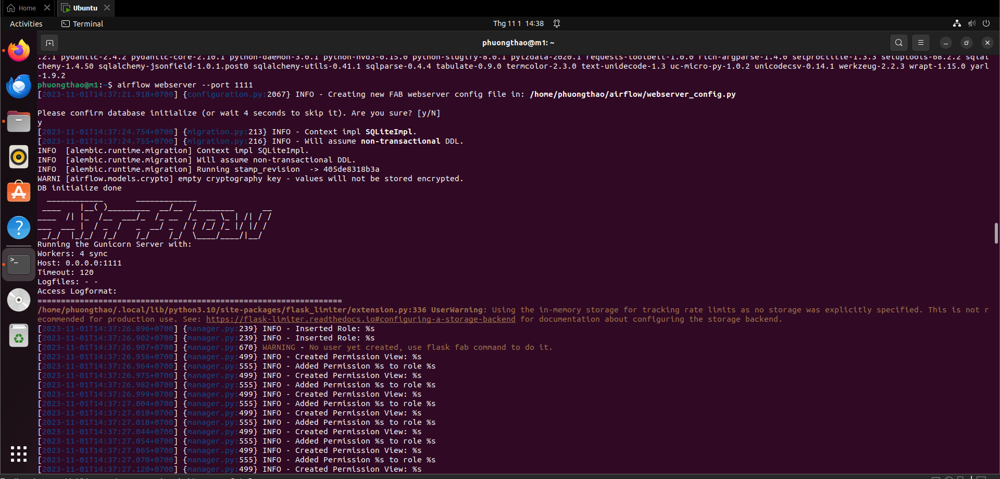 Home
Ubuntu
Activities
Terminal
Thg 11 1 14:38
phuongthao@m1: ~
.2.1 pydantic-2.4.2 pydantic-core-2.10.1 python-daemon-3.0.1 python-nvd3-0.15.0 python-slugify-8.0.1 pytzdata-2020.1 requests-toolbelt-1.0.0 rich-argparse-1.4.0 setproctitle-1.3.3 setuptools-68.2.2 sqlal
chemy-1.4.50 sqlalchemy-jsonfield-1.0.1.post0 sqlalchemy-utils-0.41.1 sqlparse-0.4.4 tabulate-0.9.0 termcolor-2.3.0 text-unidecode-1.3 uc-micro-py-1.0.2 unicodecsv-0.14.1 werkzeug-2.2.3 wrapt-1.15.0 yarl
-1.9.2
phuongthao@m1:~$ airflow webserver --port 1111
[2023-11-01T14:37:21.918+0700] {configuration.py:2067} INFO - Creating new FAB webserver config file in: /home/phuongthao/airflow/webserver_config.py
Please confirm database initialize (or wait 4 seconds to skip it). Are you sure? [y/N]
y
[2023-11-01T14:37:24.754+0700] {migration.py:213} INFO - Context impl SQLiteImpl.
[2023-11-01T14:37:24.755+0700] {migration.py:216} INFO - Will assume non-transactional DDL.
INFO  [alembic.runtime.migration] Context impl SQLiteImpl.
INFO  [alembic.runtime.migration] Will assume non-transactional DDL.
INFO  [alembic.runtime.migration] Running stamp_revision  -> 405de8318b3a
WARNI [airflow.models.crypto] empty cryptography key - values will not be stored encrypted.
DB initialize done
Airflow
Running the Gunicorn Server with:
Workers: 4 sync
Host: 0.0.0.0:1111
Timeout: 120
Logfiles: - -
Access Logformat:
=================================================================
/home/phuongthao/.local/lib/python3.10/site-packages/flask_limiter/extension.py:336 UserWarning: Using the in-memory storage for tracking rate limits as no storage was explicitly specified. This is not r
ecommended for production use. See: https://flask-limiter.readthedocs.io#configuring-a-storage-backend for documentation about configuring the storage backend.
[2023-11-01T14:37:26.896+0700] {manager.py:239} INFO - Inserted Role: %s
[2023-11-01T14:37:26.902+0700] {manager.py:239} INFO - Inserted Role: %s
[2023-11-01T14:37:26.907+0700] {manager.py:670} WARNING - No user yet created, use flask fab command to do it.
[2023-11-01T14:37:26.956+0700] {manager.py:499} INFO - Created Permission View: %s
[2023-11-01T14:37:26.964+0700] {manager.py:555} INFO - Added Permission %s to role %s
[2023-11-01T14:37:26.975+0700] {manager.py:499} INFO - Created Permission View: %s
[2023-11-01T14:37:26.982+0700] {manager.py:555} INFO - Added Permission %s to role %s
[2023-11-01T14:37:26.999+0700] {manager.py:499} INFO - Created Permission View: %s
[2023-11-01T14:37:27.004+0700] {manager.py:555} INFO - Added Permission %s to role %s
[2023-11-01T14:37:27.010+0700] {manager.py:499} INFO - Created Permission View: %s
[2023-11-01T14:37:27.018+0700] {manager.py:555} INFO - Added Permission %s to role %s
[2023-11-01T14:37:27.044+0700] {manager.py:499} INFO - Created Permission View: %s
[2023-11-01T14:37:27.054+0700] {manager.py:555} INFO - Added Permission %s to role %s
[2023-11-01T14:37:27.065+0700] {manager.py:499} INFO - Created Permission View: %s
[2023-11-01T14:37:27.070+0700] {manager.py:555} INFO - Added Permission %s to role %s
[2023-11-01T14:37:27.120+0700] {manager.py:499} INFO - Created Permission View: %s